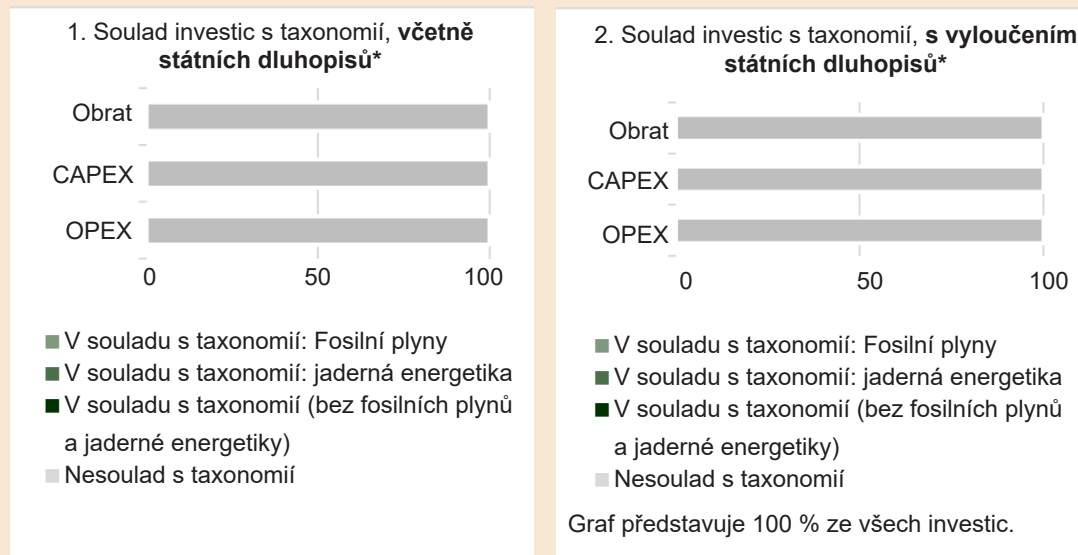 1. Soulad investic s taxonomií, včetně
státních dluhopisů*
Obrat
CAPEX
OPEX
0 50 100
V souladu s taxonomií: Fosilní plyny
V souladu s taxonomií: jaderná energetika
V souladu s taxonomií (bez fosilních plynů
a jaderné energetiky)
Nesoulad s taxonomií
2. Soulad investic s taxonomií, s vyloučením
státních dluhopisů*
Obrat
CAPEX
OPEX
0 50 100
V souladu s taxonomií: Fosilní plyny
V souladu s taxonomií: jaderná energetika
V souladu s taxonomií (bez fosilních plynů
a jaderné energetiky)
Nesoulad s taxonomií
Graf představuje 100 % ze všech investic.